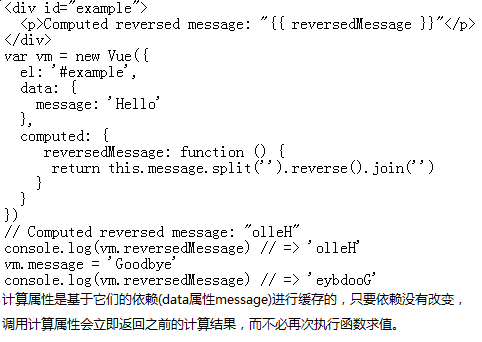 <div id="example">
  <p>Computed reversed message: "{{ reversedMessage }}"</p>
</div>
var vm = new Vue({
  el: '#example',
  data: {
    message: 'Hello'
  },
  computed: {
     reversedMessage: function () {
      return this.message.split('').reverse().join('')
    }
  }
})
// Computed reversed message: "olleH"
console.log(vm.reversedMessage) // => 'olleH'
vm.message = 'Goodbye'
console.log(vm.reversedMessage) // => 'eybdooG'
计算属性是基于它们的依赖(data属性message)进行缓存的，只要依赖没有改变，
调用计算属性会立即返回之前的计算结果，而不必再次执行函数求值。